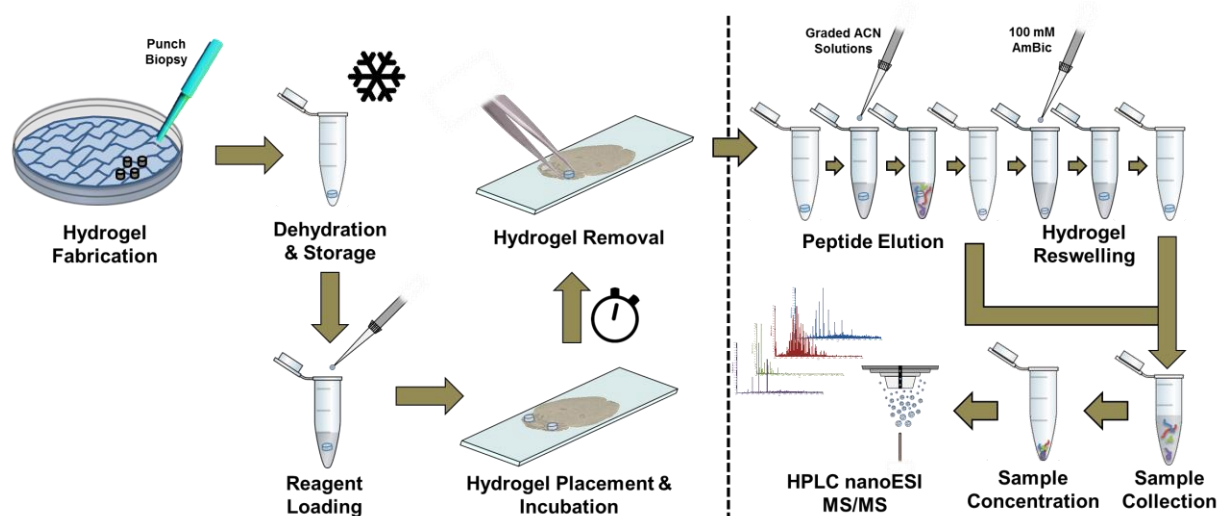 Punch
Biopsy
Hydrogel
Fabrication
Dehydration
& Storage
Reagent
Loading
Hydrogel Placement &
Incubation
Hydrogel Removal
Graded ACN
Solutions
100 mM
AmBic
Peptide Elution
Hydrogel
Reswelling
Sample
Collection
Sample
Concentration
HPLC nanoESI
MS/MS